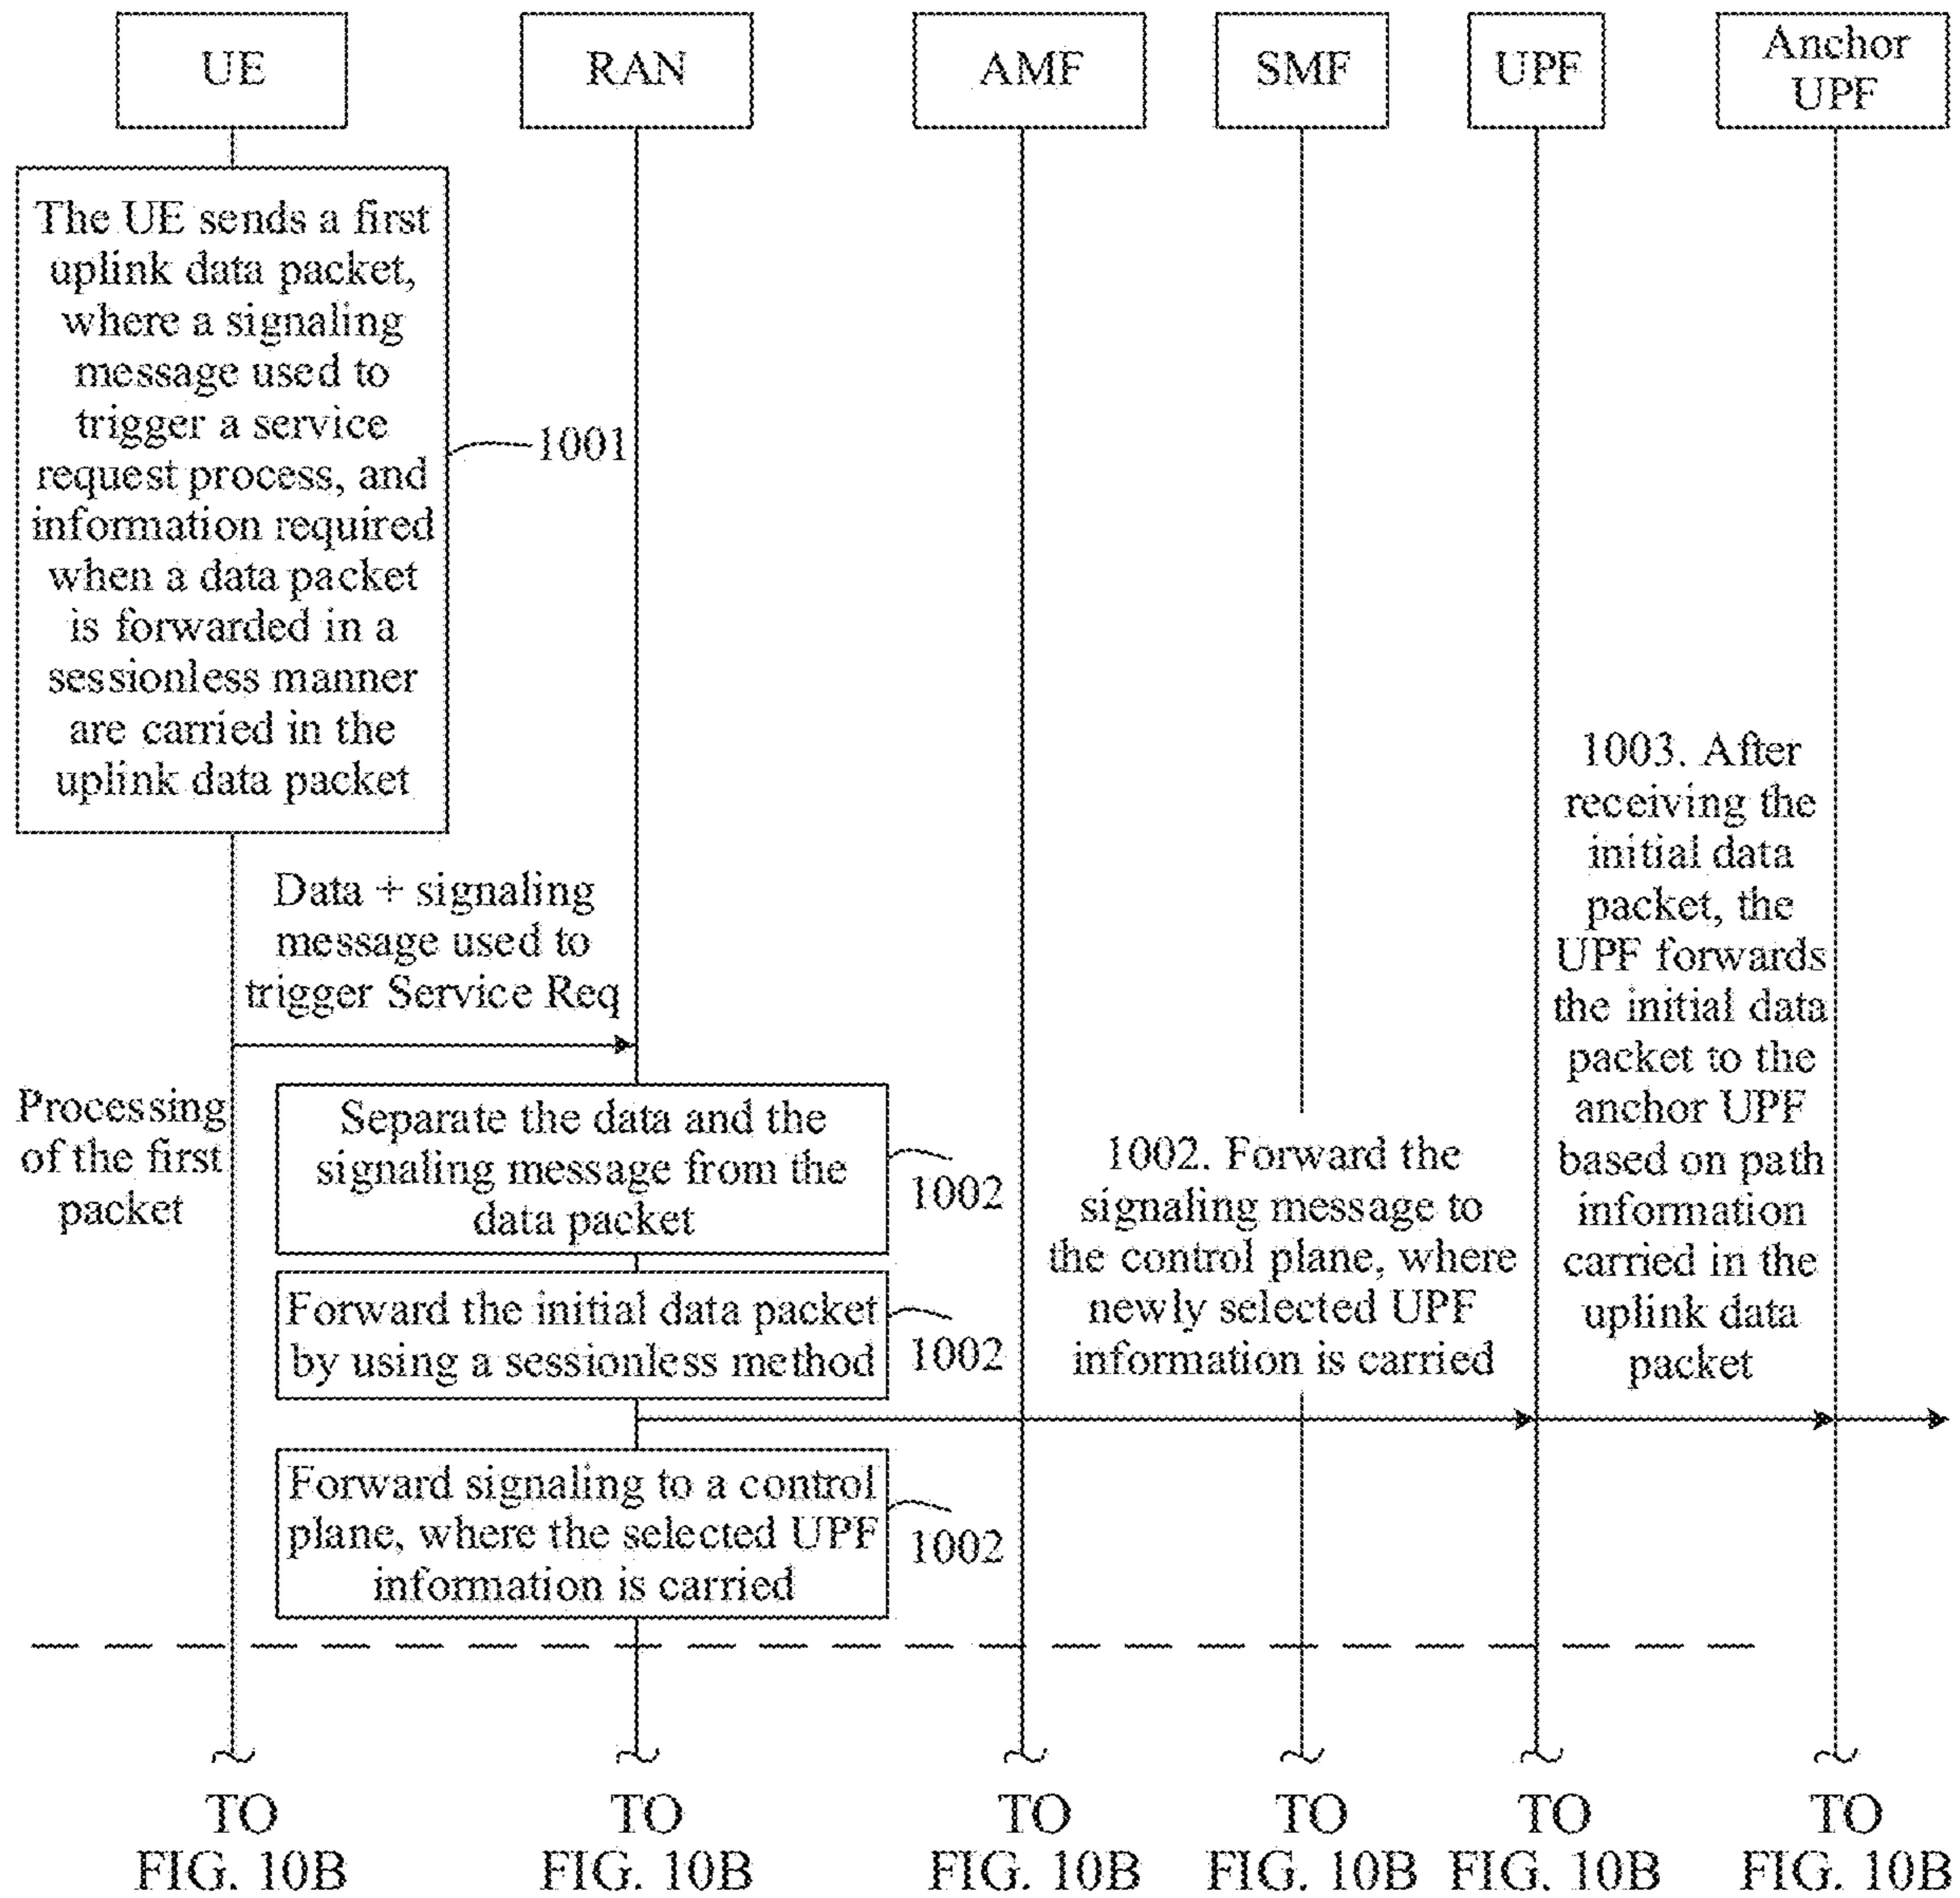 UE
RAN
AMF
SMF
UPF
Anchor
UPF
The UE sends a first
uplink data packet,
where a signaling
message used to
trigger a service
request process, and
information required
when a data packet
is forwarded in a
sessionless manner
are carried in the
uplink data packet
1001
Data + signaling
message used to
trigger Service Req
Processing
of the first
packet
Separate the data and the
signaling message from the
data packet
1002
Forward the initial data packet
by using a sessionless method
1002
Forward signaling to a control
plane, where the selected UPF
information is carried
1002
1002. Forward the
signaling message to
the control plane, where
newly selected UPF
information is carried
1003. After
receiving the
initial data
packet, the
UPF forwards
the initial data
packet to the
anchor UPF
based on path
information
carried in the
uplink data
packet
TO
FIG. 10B
TO
FIG. 10B
TO
FIG. 10B
TO
FIG. 10B
TO
FIG. 10B
TO
FIG. 10B